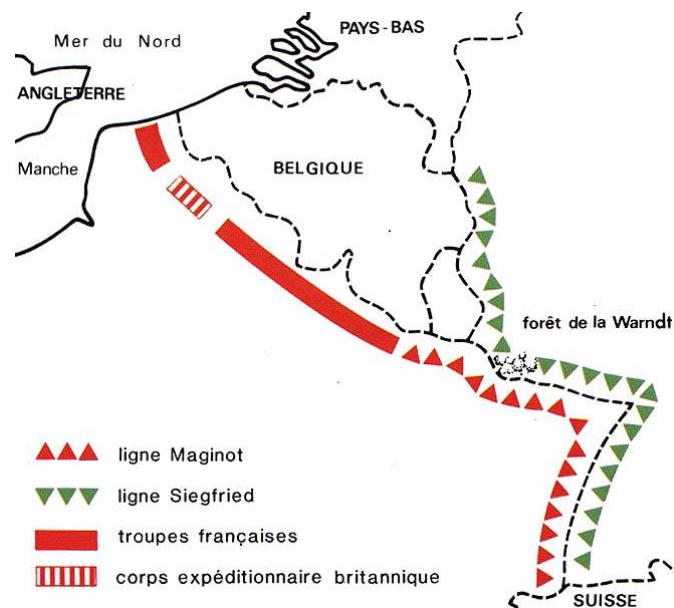 Mer du Nord
PAYS-BAS
ANGLETERRE
Manche
BELGIQUE
forêt de la Warndt
ligne Maginot
ligne Siegfried
troupes françaises
corps expéditionnaire britannique
SUISSE